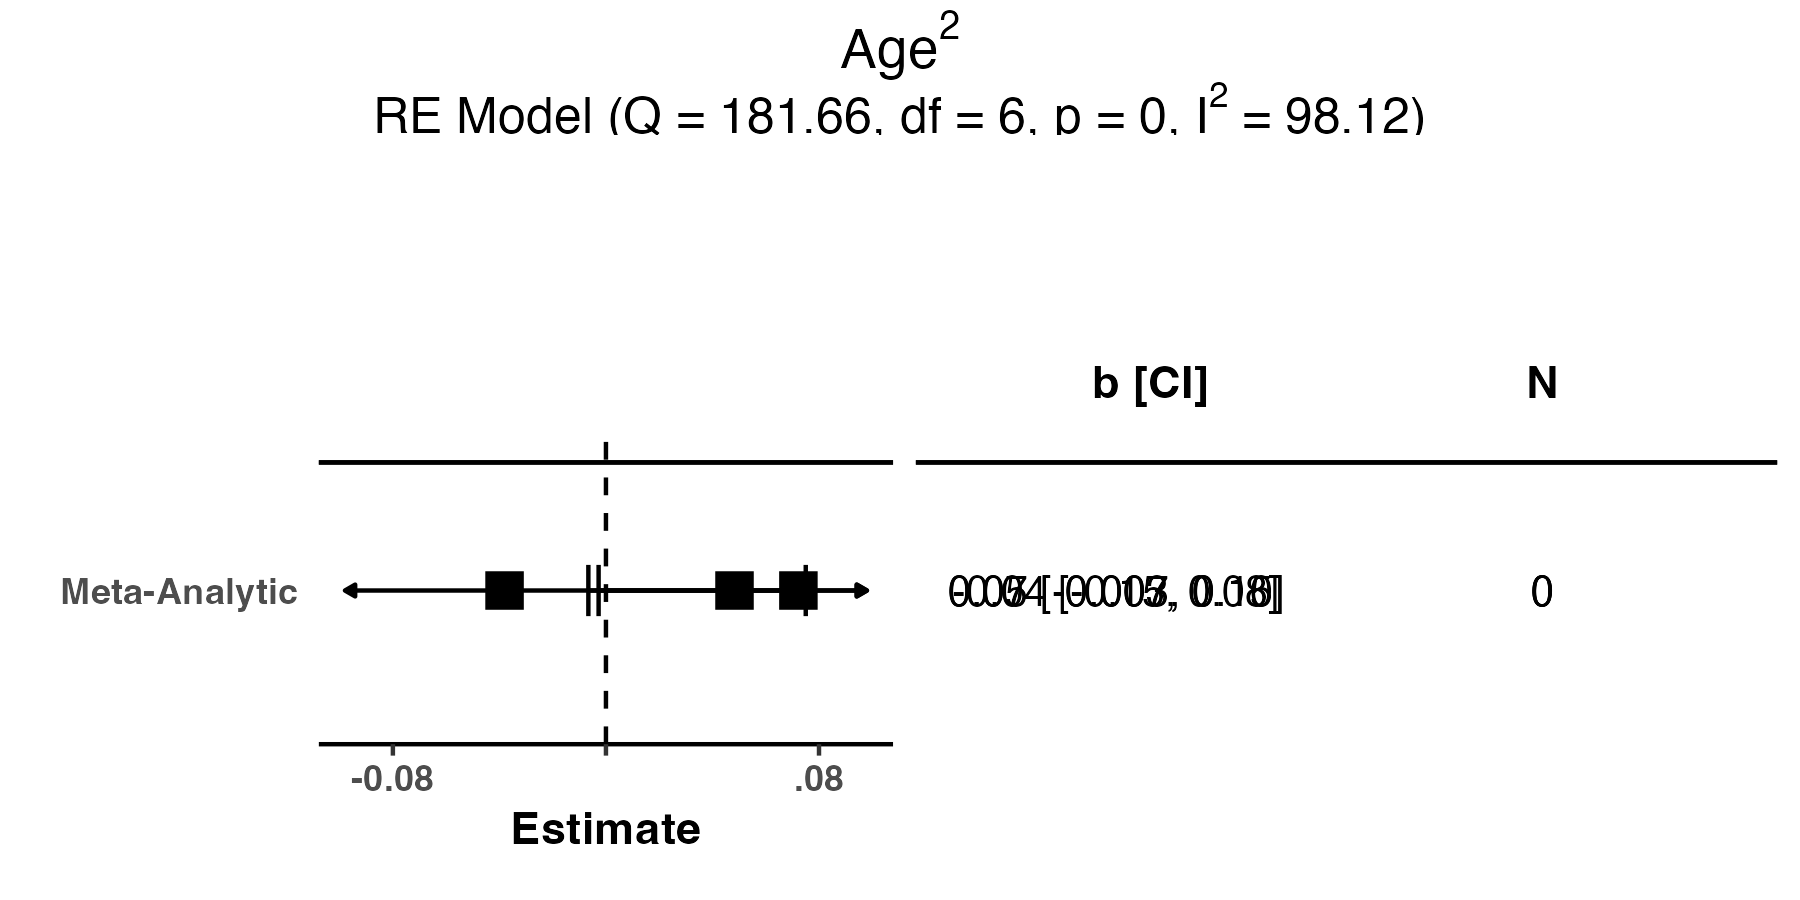 Age²
RE Model (Q = 181.66, df = 6, p = 0, I² = 98.12)
b [CI] N
Meta-Analytic 0
-0.08 .08
Estimate